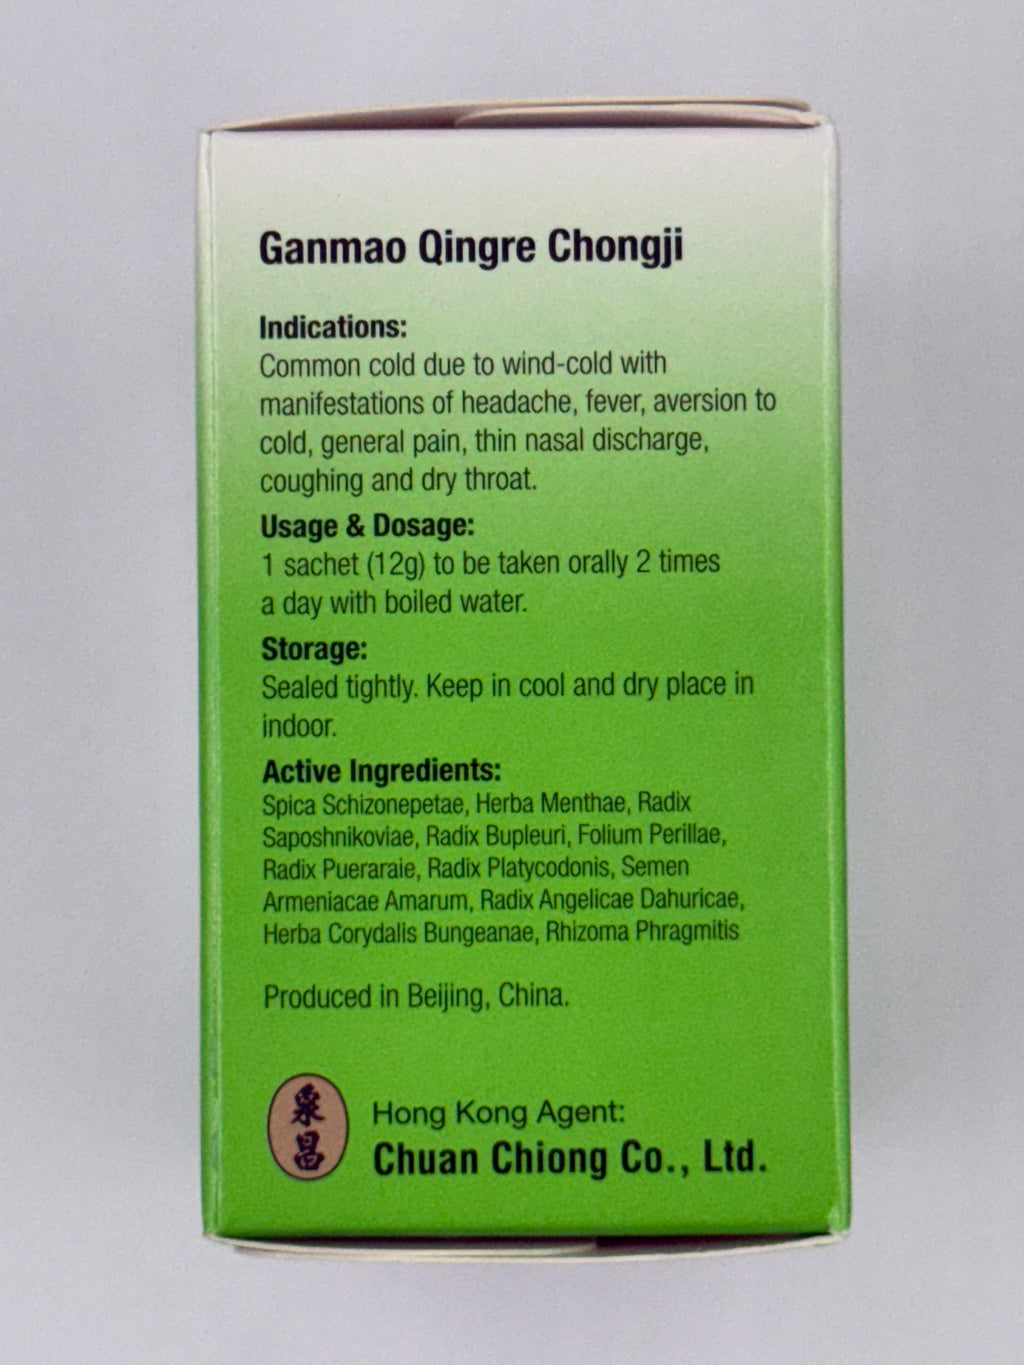 Ganmao Qingre Chongji
Indications:
Common cold due to wind-cold with
manifestations of headache, fever, aversion to
cold, general pain, thin nasal discharge,
coughing and dry throat.
Usage & Dosage:
1 sachet (12g) to be taken orally 2 times
a day with boiled water.
Storage:
Sealed tightly. Keep in cool and dry place in
indoor.
Active Ingredients:
Spica Schizonepetae, Herba Menthae, Radix
Saposhnikoviae, Radix Bupleuri, Folium Perillae,
Radix Pueraraie, Radix Platycodonis, Semen
Armeniacae Amarum, Radix Angelicae Dahuricae,
Herba Corydalis Bungeanae, Rhizoma Phragmitis
Produced in Beijing, China.
泉
昌
Hong Kong Agent:
Chuan Chiong Co., Ltd.